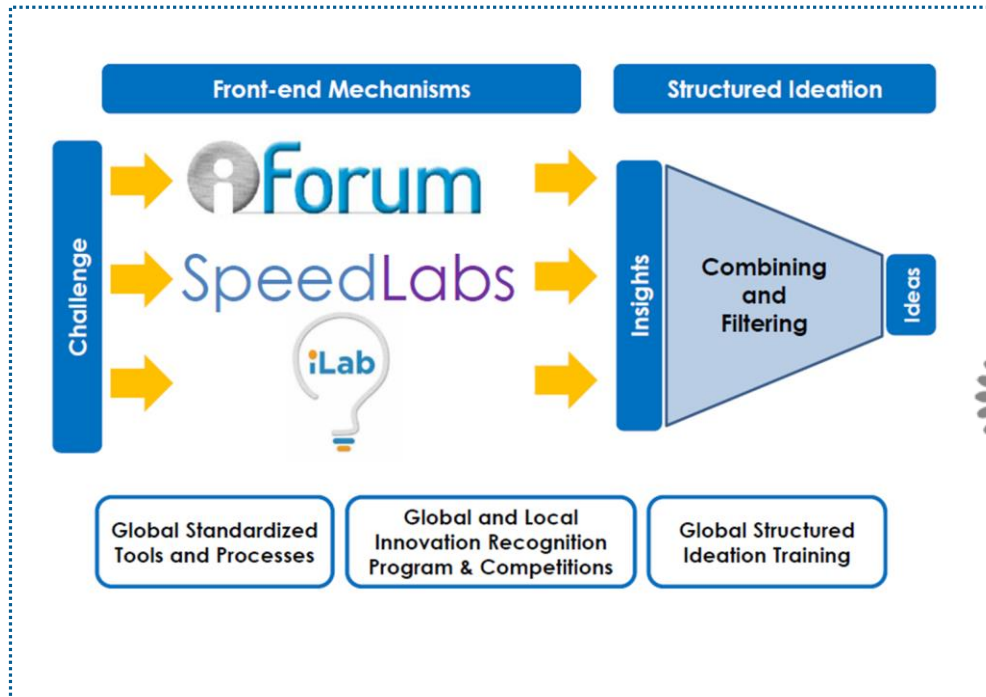 Front-end Mechanisms
Structured Ideation
Challenge
iForum
SpeedLabs
iLab
Insights
Combining
and
Filtering
Ideas
Global Standardized
Tools and Processes
Global and Local
Innovation Recognition
Program & Competitions
Global Structured
Ideation Training